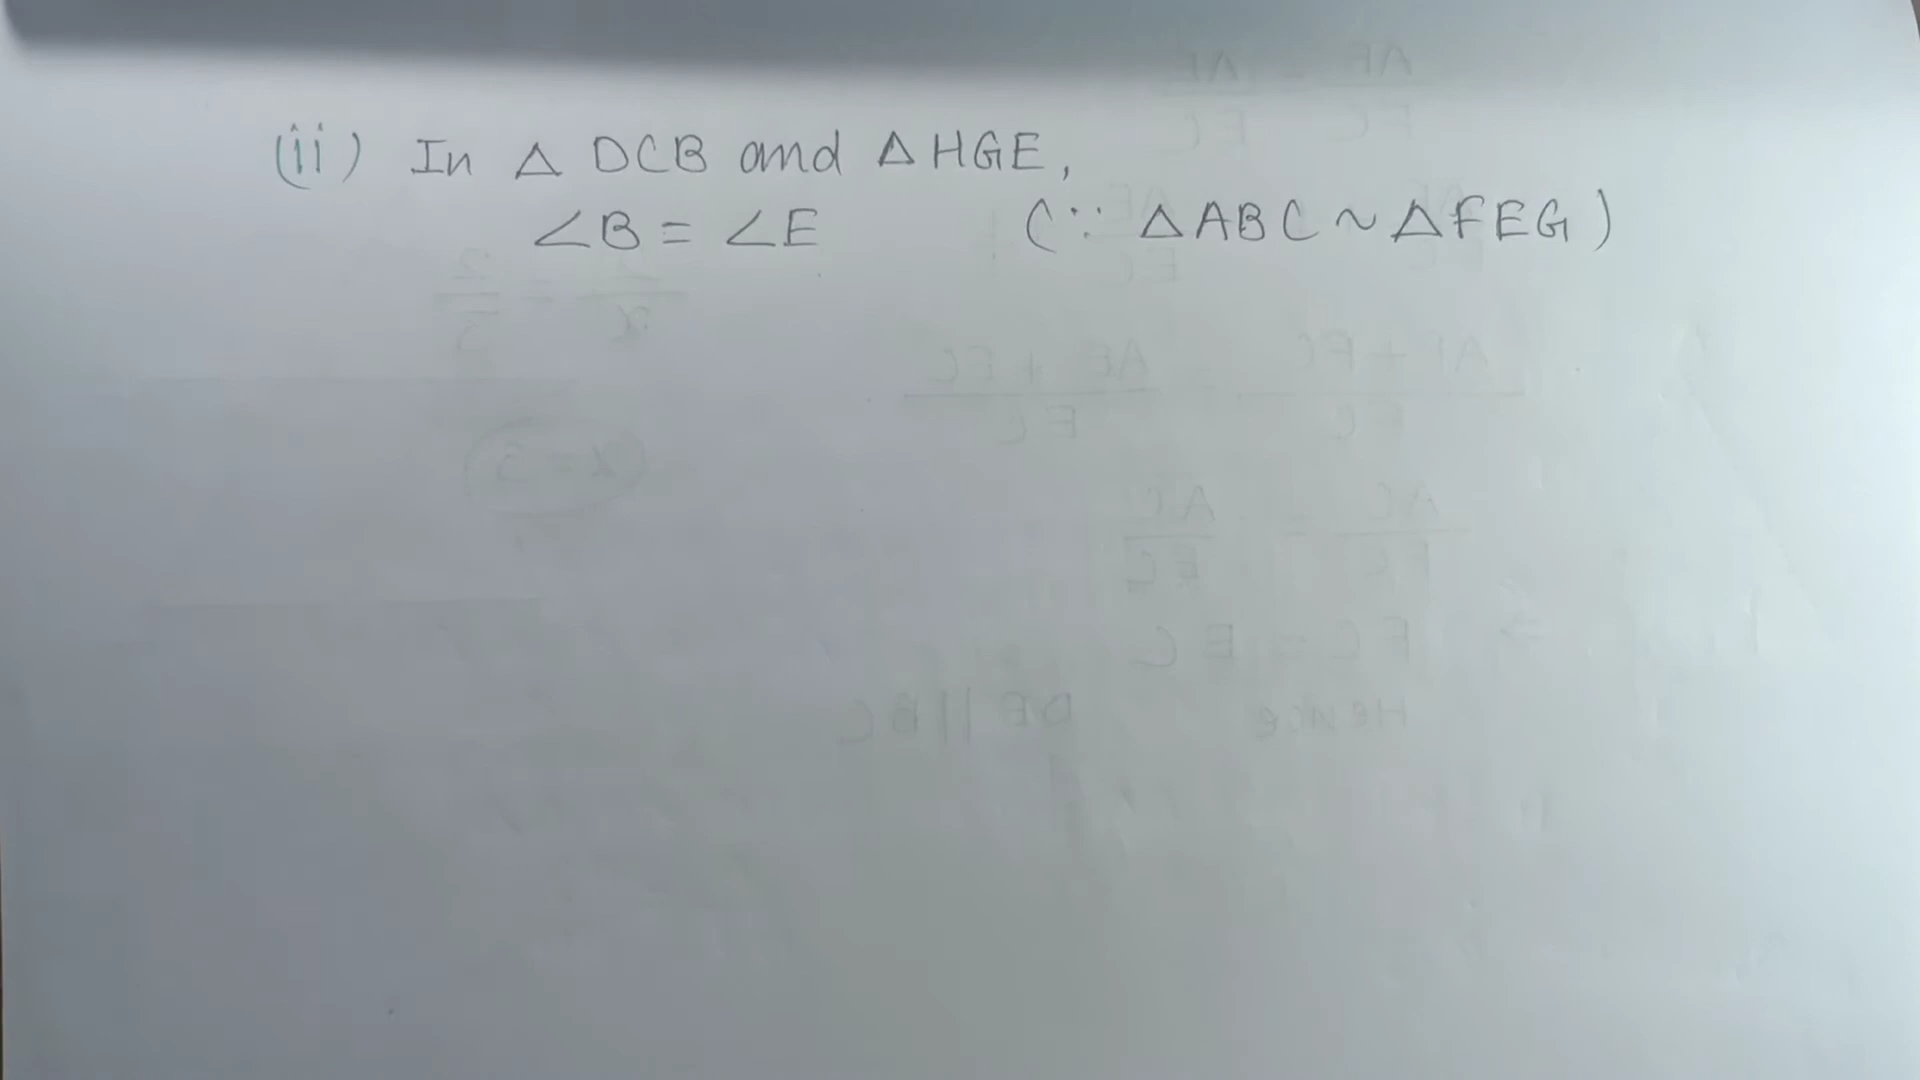 (ii) In △ DCB and △ HGE,
∠B = ∠E (∵ △ABC ~ △FEG)